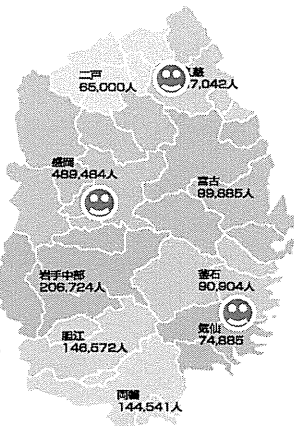 二戸
65,000人
7,042人
盛岡
489,484人
宮古
99,885人
岩手中部
206,724人
釜石
90,904人
胆江
146,572人
気仙
74,885
両磐
144,541人